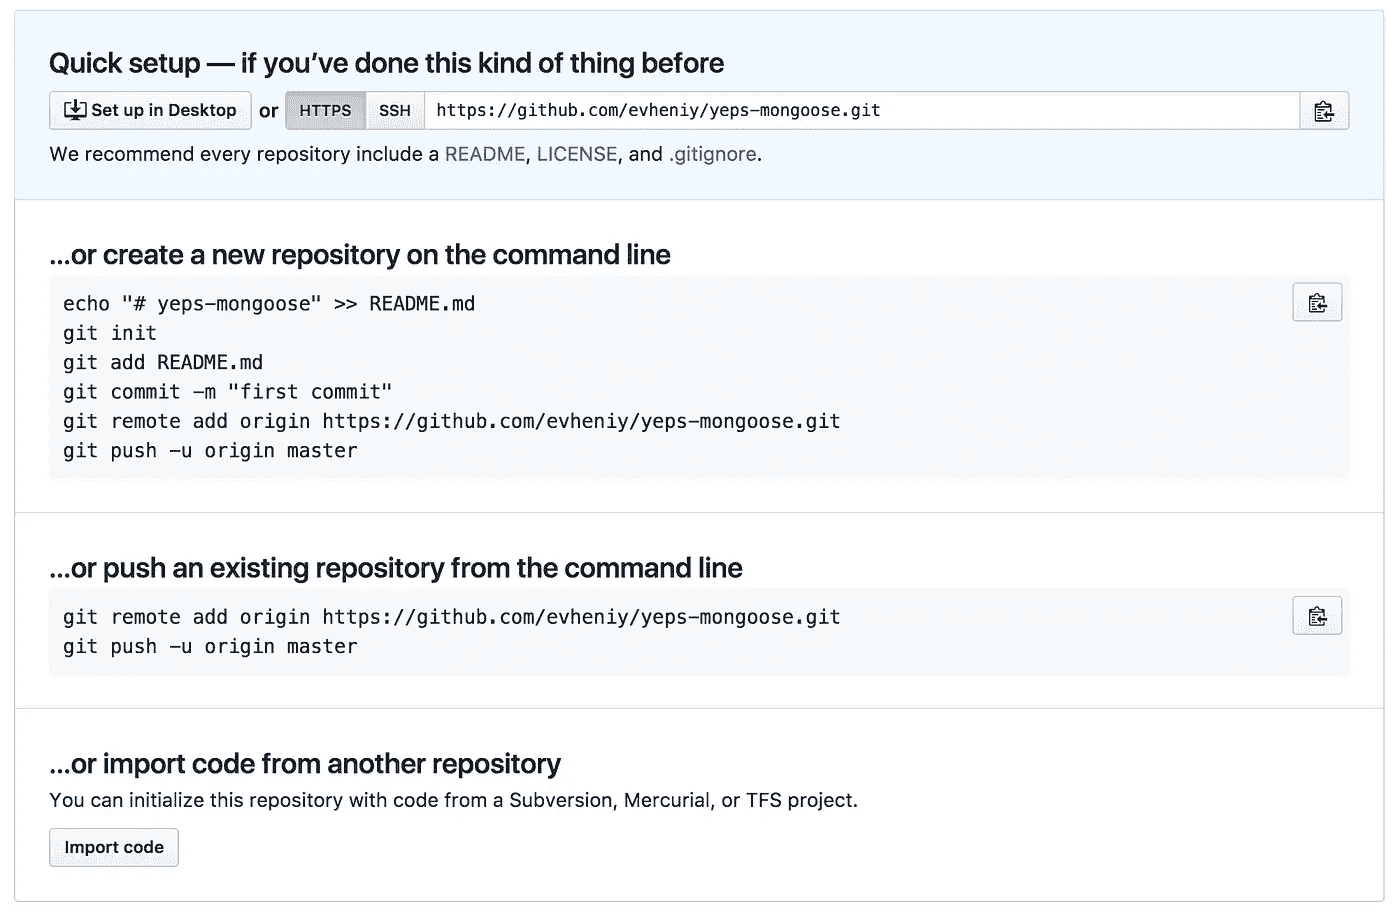 Quick setup — if you’ve done this kind of thing before
Set up in Desktop or HTTPS SSH https://github.com/evheniy/yeps-mongoose.git
We recommend every repository include a README, LICENSE, and .gitignore.
…or create a new repository on the command line
echo "# yeps-mongoose" >> README.md
git init
git add README.md
git commit -m "first commit"
git remote add origin https://github.com/evheniy/yeps-mongoose.git
git push -u origin master
…or push an existing repository from the command line
git remote add origin https://github.com/evheniy/yeps-mongoose.git
git push -u origin master
…or import code from another repository
You can initialize this repository with code from a Subversion, Mercurial, or TFS project.
Import code